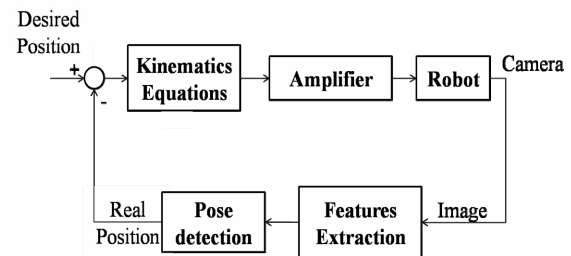 Desired
Position
+
-
Kinematics
Equations
Amplifier
Robot
Camera
Real
Position
Pose
detection
Features
Extraction
Image